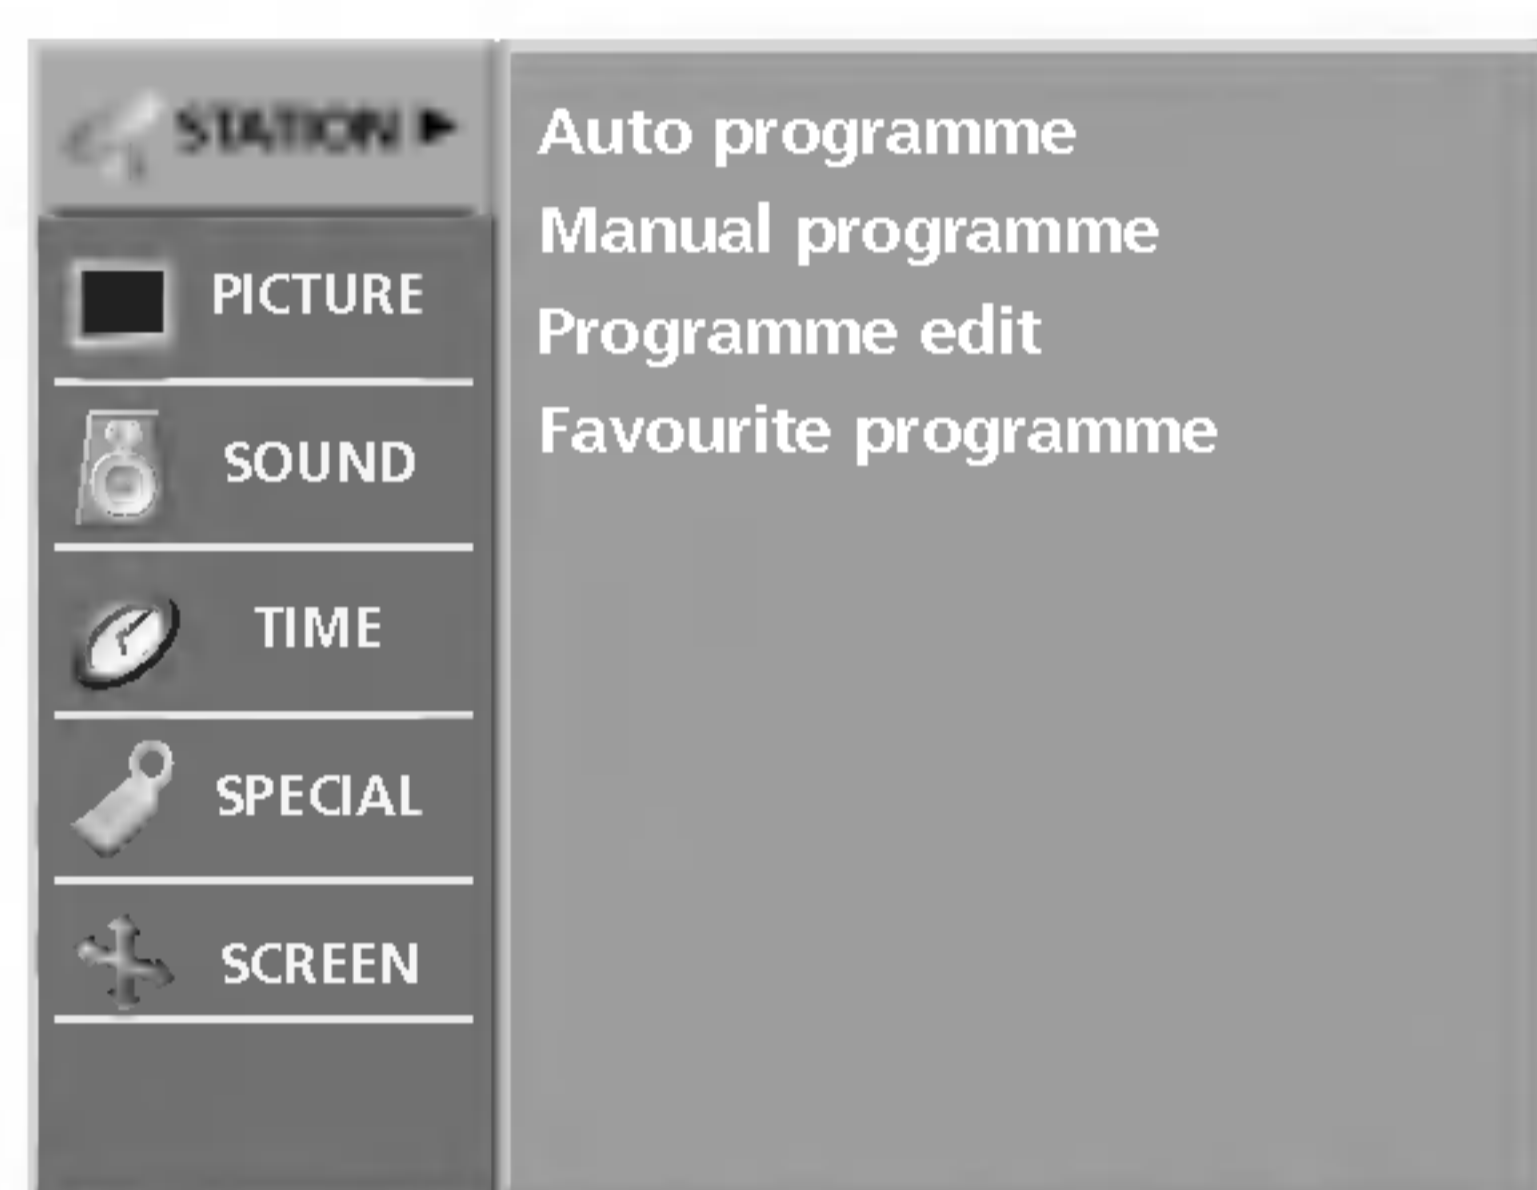 STATION ►
PICTURE
SOUND
TIME
SPECIAL
SCREEN
Auto programme
Manual programme
Programme edit
Favourite programme